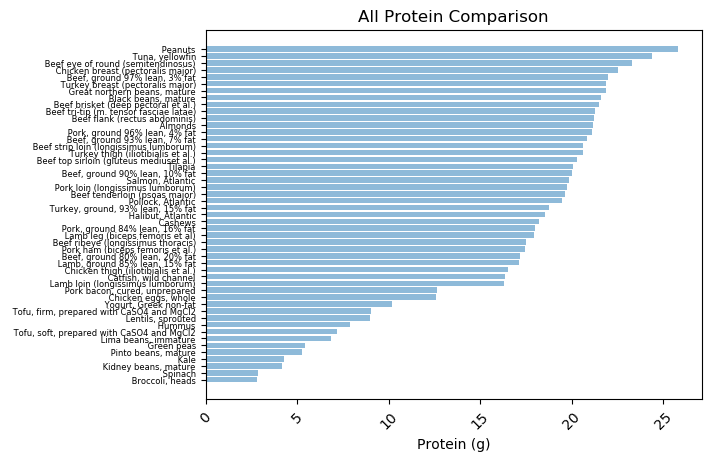 All Protein Comparison
Peanuts
Tuna, yellowfin
Beef eye of round (semitendinosus)
Chicken breast (pectoralis major)
Beef, ground 97% lean, 3% fat
Turkey breast (pectoralis major)
Great northern beans, mature
Black beans, mature
Beef brisket (deep pectoral et al.)
Beef tri-tip (m. tensor fasciae latae)
Beef flank (rectus abdominis)
Almonds
Pork, ground 96% lean, 4% fat
Beef, ground 93% lean, 7% fat
Beef strip loin (longissimus lumborum)
Turkey thigh (iliotibialis et al.)
Beef top sirloin (gluteus mediuset al.)
Tilapia
Beef, ground 90% lean, 10% fat
Salmon, Atlantic
Pork loin (longissimus lumborum)
Beef tenderloin (psoas major)
Pollock, Atlantic
Turkey, ground, 93% lean, 15% fat
Halibut, Atlantic
Cashews
Pork, ground 84% lean, 16% fat
Lamb leg (biceps femoris et al)
Beef ribeye (longissimus thoracis)
Pork ham (biceps femoris et al.)
Beef, ground 80% lean, 20% fat
Lamb, ground 85% lean, 15% fat
Chicken thigh (iliotibialis et al.)
Catfish, wild channel
Lamb loin (longissimus lumborum)
Pork bacon, cured, unprepared
Chicken eggs, whole
Yogurt, Greek non-fat
Tofu, firm, prepared with CaSO4 and MgCl2
Lentils, sprouted
Hummus
Tofu, soft, prepared with CaSO4 and MgCl2
Lima beans, immature
Green peas
Pinto beans, mature
Kale
Kidney beans, mature
Spinach
Broccoli, heads
0 5 10 15 20 25
Protein (g)